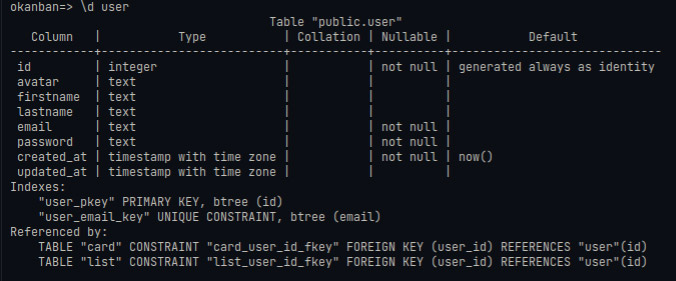 okanban=> \d user
                                     Table "public.user"
   Column   |           Type           | Collation | Nullable |           Default
------------+--------------------------+-----------+----------+------------------------------
 id         | integer                  |           | not null | generated always as identity
 avatar     | text                     |           |          |
 firstname  | text                     |           |          |
 lastname   | text                     |           |          |
 email      | text                     |           | not null |
 password   | text                     |           | not null |
 created_at | timestamp with time zone |           | not null | now()
 updated_at | timestamp with time zone |           |          |
Indexes:
    "user_pkey" PRIMARY KEY, btree (id)
    "user_email_key" UNIQUE CONSTRAINT, btree (email)
Referenced by:
    TABLE "card" CONSTRAINT "card_user_id_fkey" FOREIGN KEY (user_id) REFERENCES "user"(id)
    TABLE "list" CONSTRAINT "list_user_id_fkey" FOREIGN KEY (user_id) REFERENCES "user"(id)